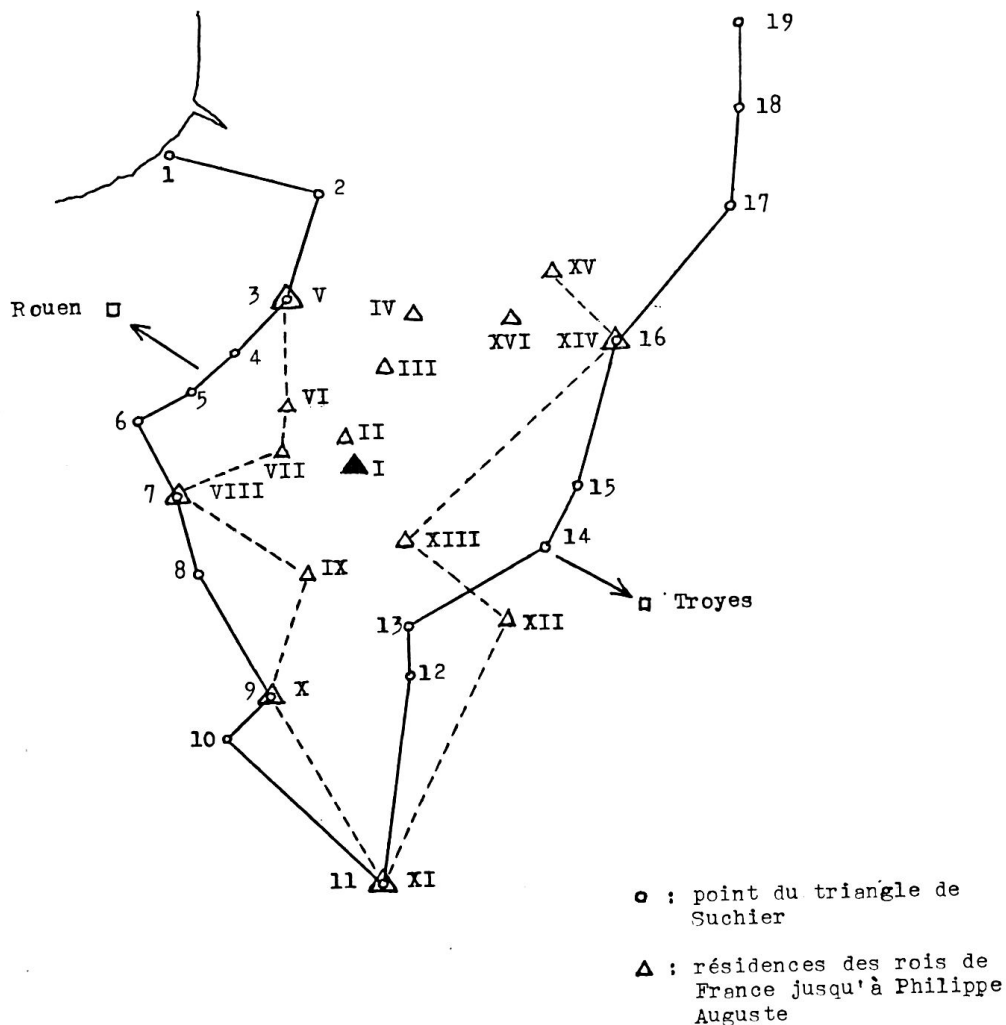 19
18
1
2
17
XV
3 V
Rouen
IV
XVI
XIV 16
4
III
5
VI
6
II
VII
I
7 VIII
15
XIII
14
8
IX
Troyes
13
XII
12
9 X
10
11 XI
o : point du triangle de
Suchier
Δ : résidences des rois de
France jusqu'à Philippe
Auguste